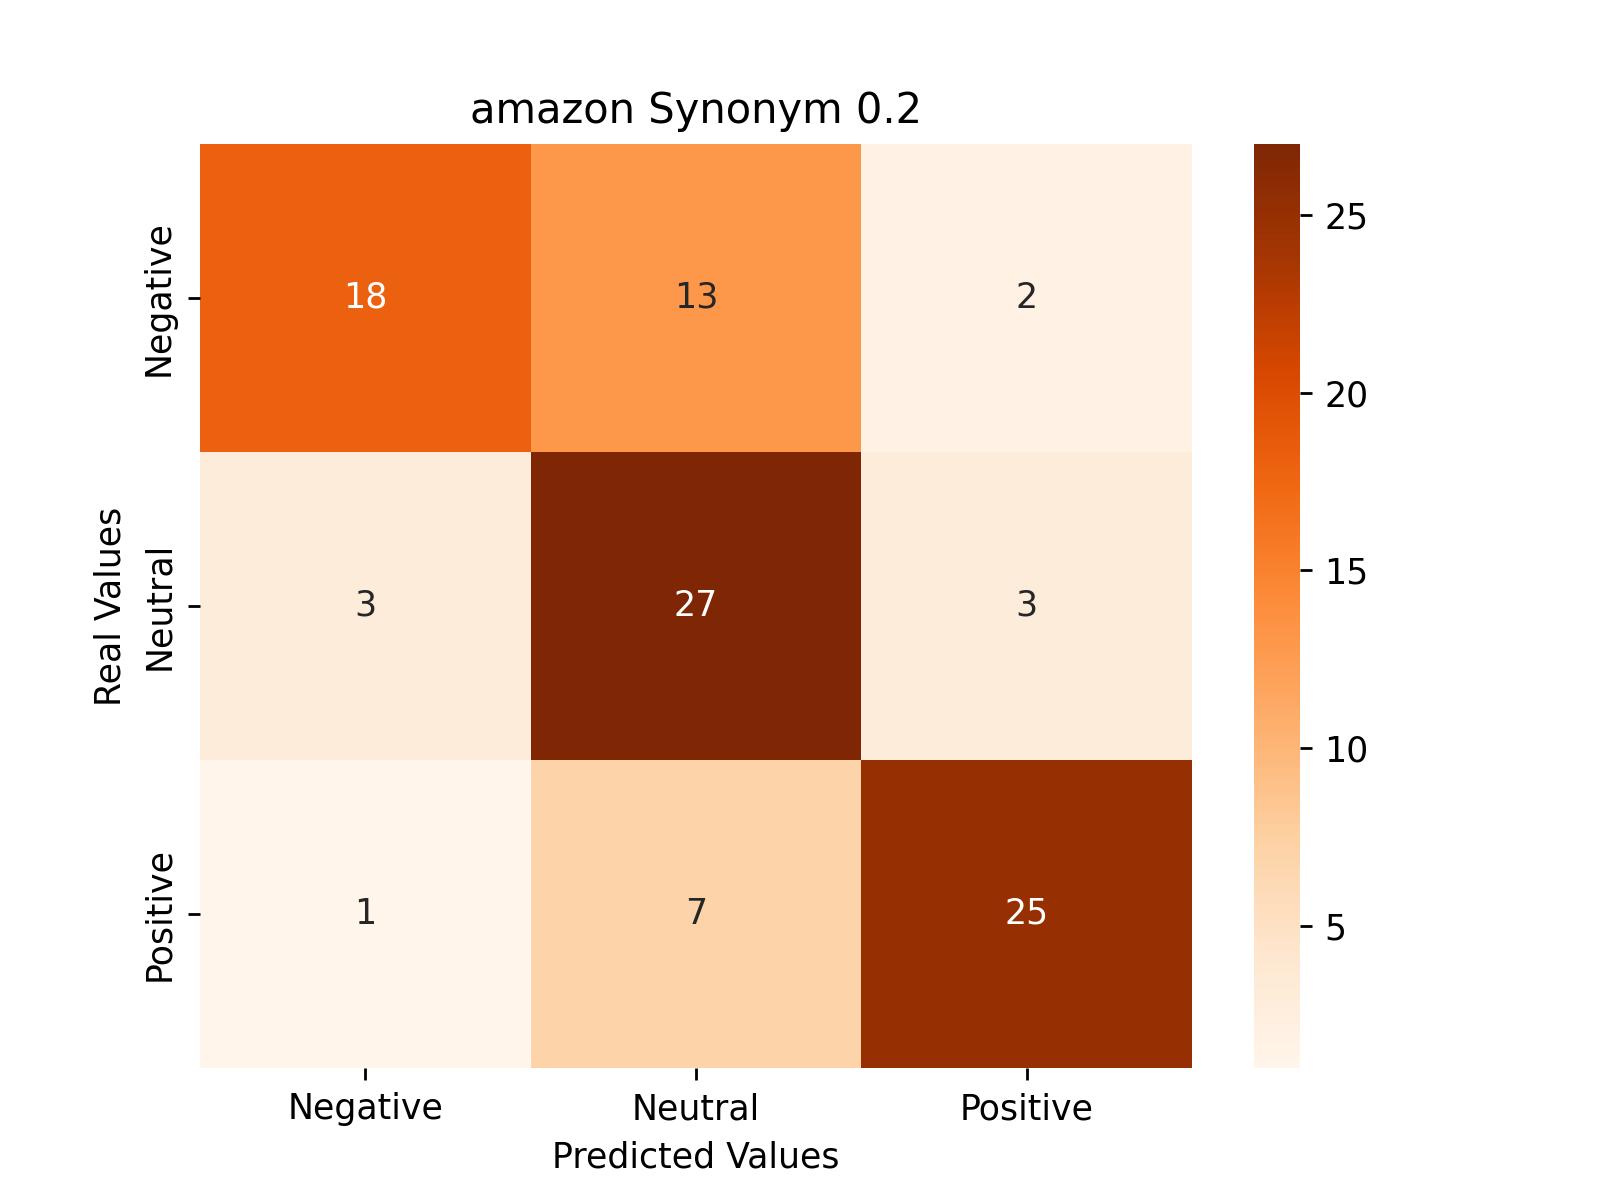 amazon Synonym 0.2
Real Values
Negative
18 13 2
Neutral
3 27 3
Positive
1 7 25
Negative Neutral Positive
Predicted Values
25
20
15
10
5